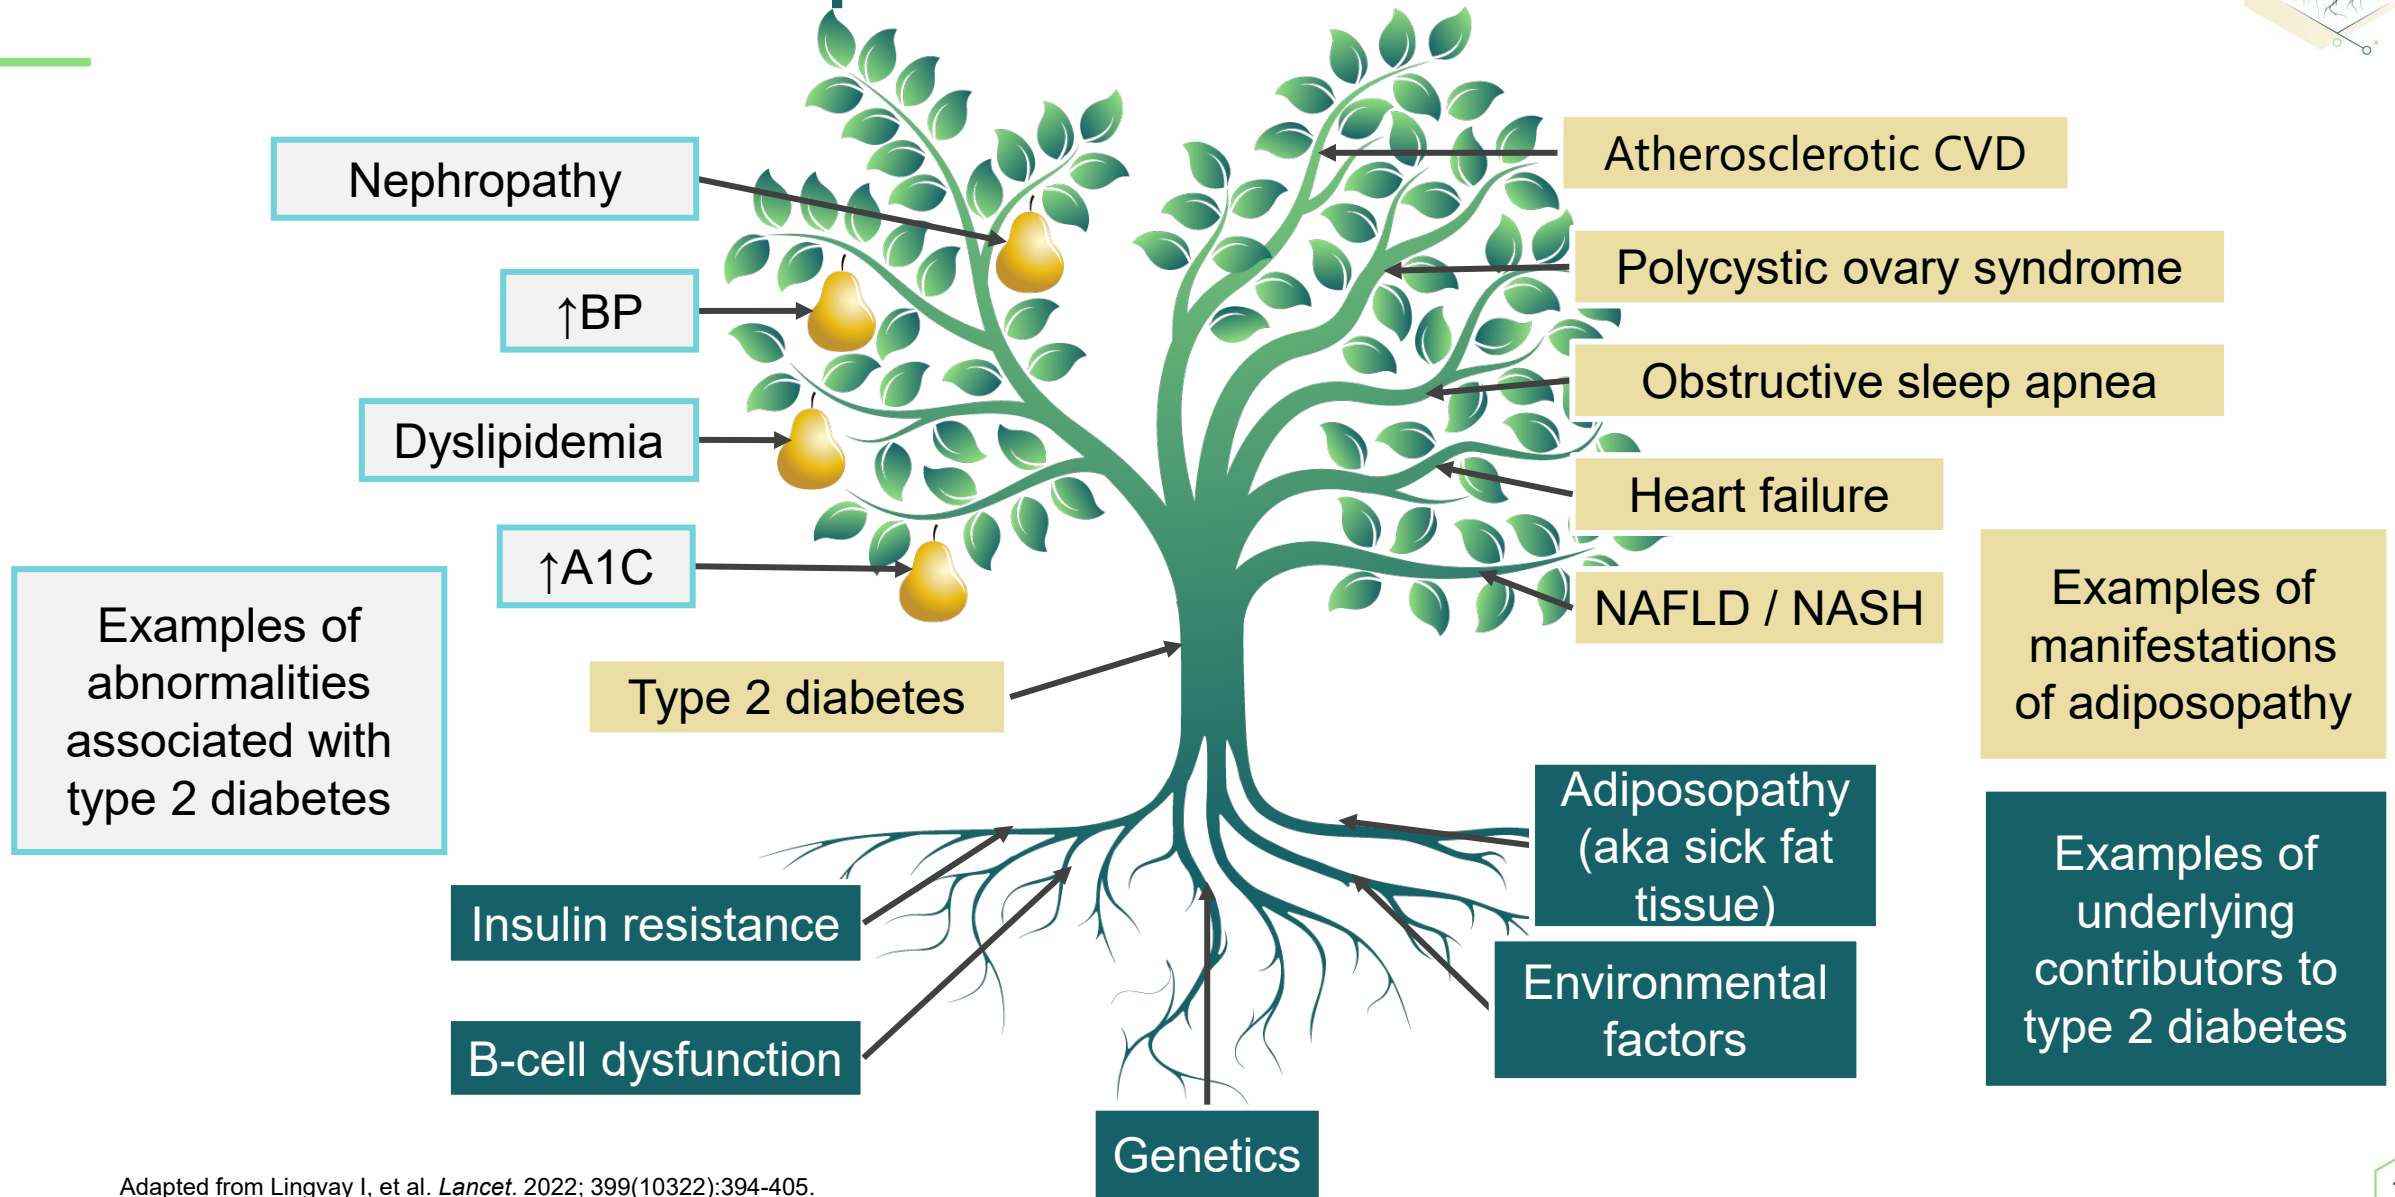 Nephropathy
↑BP
Dyslipidemia
↑A1C
Examples of
abnormalities
associated with
type 2 diabetes
Type 2 diabetes
Atherosclerotic CVD
Polycystic ovary syndrome
Obstructive sleep apnea
Heart failure
NAFLD / NASH
Examples of
manifestations
of adiposopathy
Insulin resistance
B-cell dysfunction
Genetics
Adiposopathy
(aka sick fat
tissue)
Environmental
factors
Examples of
underlying
contributors to
type 2 diabetes
Adapted from Lingvay I, et al. Lancet. 2022; 399(10322):394-405.